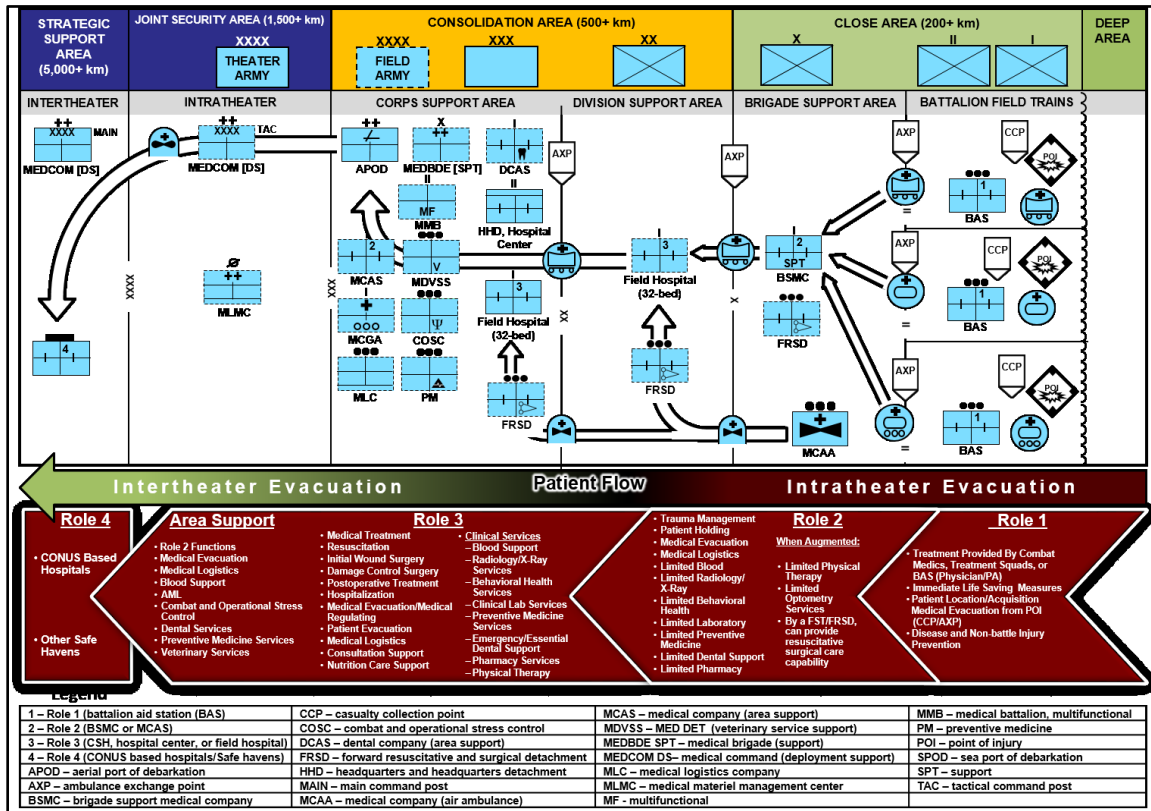 STRATEGIC
SUPPORT
AREA
(5,000+ km)
JOINT SECURITY AREA (1,500+ km)
XXXX
THEATER
ARMY
CONSOLIDATION AREA (500+ km)
XXXX
FIELD
ARMY
XXX
XX
CLOSE AREA (200+ km)
X
II
I
DEEP
AREA
INTERTHEATER
INTRATHEATER
CORPS SUPPORT AREA
DIVISION SUPPORT AREA
BRIGADE SUPPORT AREA
BATTALION FIELD TRAINS
++
XXXX
MAIN
MEDCOM [DS]
++
XXXX
TAC
MEDCOM [DS]
++
APOD
X
++
MEDBDE [SPT]
I
DCAS
AXP
AXP
AXP
CCP
POI
1
BAS
II
MF
MMB
II
HHD, Hospital
Center
=
2
MCAS
V
MDVSS
I
3
Field Hospital
(32-bed)
I
2
SPT
BSMC
AXP
CCP
POI
1
BAS
=
XXXX
XXX
Ø
++
MLMC
I
MCGA
Ψ
COSC
I
3
Field Hospital
(32-bed)
XX
X
FRSD
4
MLC
PM
FRSD
FRSD
AXP
CCP
POI
1
BAS
=
MCAA
Intertheater Evacuation
Patient Flow
Intratheater Evacuation
Role 4
• CONUS Based
Hospitals
• Other Safe
Havens
Area Support
• Role 2 Functions
• Medical Evacuation
• Medical Logistics
• Blood Support
• AML
• Combat and Operational Stress
Control
• Dental Services
• Preventive Medicine Services
• Veterinary Services
Role 3
• Medical Treatment
• Resuscitation
• Initial Wound Surgery
• Damage Control Surgery
• Postoperative Treatment
• Hospitalization
• Medical Evacuation/Medical
Regulating
• Patient Evacuation
• Medical Logistics
• Consultation Support
• Nutrition Care Support
• Clinical Services
– Blood Support
– Radiology/X-Ray
Services
– Behavioral Health
Services
– Clinical Lab Services
– Preventive Medicine
Services
– Emergency/Essential
Dental Support
– Pharmacy Services
– Physical Therapy
• Trauma Management
• Patient Holding
• Medical Evacuation
• Medical Logistics
• Limited Blood
• Limited Radiology/
X-Ray
• Limited Behavioral
Health
• Limited Laboratory
• Limited Preventive
Medicine
• Limited Dental Support
• Limited Pharmacy
Role 2
When Augmented:
• Limited Physical
Therapy
• Limited
Optometry
Services
• By a FST/FRSD,
can provide
resuscitative
surgical care
capability
Role 1
• Treatment Provided By Combat
Medics, Treatment Squads, or
BAS (Physician/PA)
• Immediate Life Saving Measures
• Patient Location/Acquisition
Medical Evacuation from POI
(CCP/AXP)
• Disease and Non-battle Injury
Prevention
Legend
1 – Role 1 (battalion aid station (BAS)
2 – Role 2 (BSMC or MCAS)
3 – Role 3 (CSH, hospital center, or field hospital)
4 – Role 4 (CONUS based hospitals/Safe havens)
APOD – aerial port of debarkation
AXP – ambulance exchange point
BSMC – brigade support medical company
CCP – casualty collection point
COSC – combat and operational stress control
DCAS – dental company (area support)
FRSD – forward resuscitative and surgical detachment
HHD – headquarters and headquarters detachment
MAIN – main command post
MCAA – medical company (air ambulance)
MCAS – medical company (area support)
MDVSS – MED DET (veterinary service support)
MEDBDE SPT – medical brigade (support)
MEDCOM DS– medical command (deployment support)
MLC – medical logistics company
MLMC – medical materiel management center
MF - multifunctional
MMB – medical battalion, multifunctional
PM – preventive medicine
POI – point of injury
SPOD – sea port of debarkation
SPT – support
TAC – tactical command post